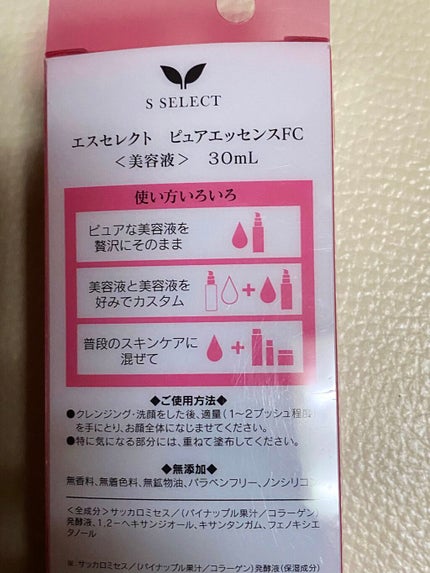 S SELECT
エスセレクト ピュアエッセンスFC
<美容液> 30mL
使い方いろいろ
ピュアな美容液を
贅沢にそのまま
美容液と美容液を
好みでカスタム
+
普段のスキンケアに
混ぜて
+
◆ご使用方法◆
●クレンジング・洗顔をした後、適量(1~2プッシュ程度
を手にとり、お顔全体になじませてください。
●特に気になる部分には、重ねて塗布してください。
◆無添加◆
無香料、無着色料、無鉱物油、パラベンフリー、ノンシリコン
<全成分>サッカロミセス/(パイナップル果汁/コラーゲン)
発酵液、1,2-ヘキサンジオール、キサンタンガム、フェノキシエ
タノール
※ サッカロミセス/(パイナップル果汁/コラーゲン)発酵液(保湿成分)